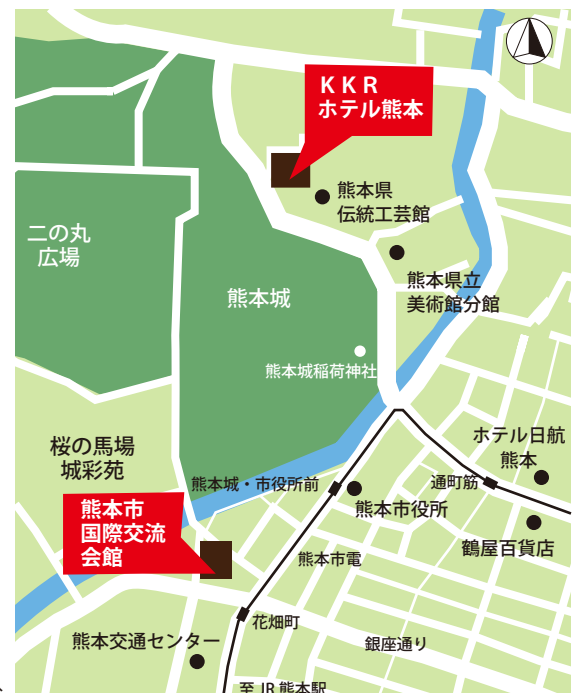 KKR
ホテル熊本
熊本県
伝統工芸館
二の丸
広場
熊本県立
美術館分館
熊本城
熊本城稲荷神社
桜の馬場
城彩苑
ホテル日航
熊本
熊本城・市役所前
通町筋
熊本市役所
熊本市
国際交流
会館
鶴屋百貨店
熊本市電
花畑町
熊本交通センター
銀座通り
至 JR 熊本駅